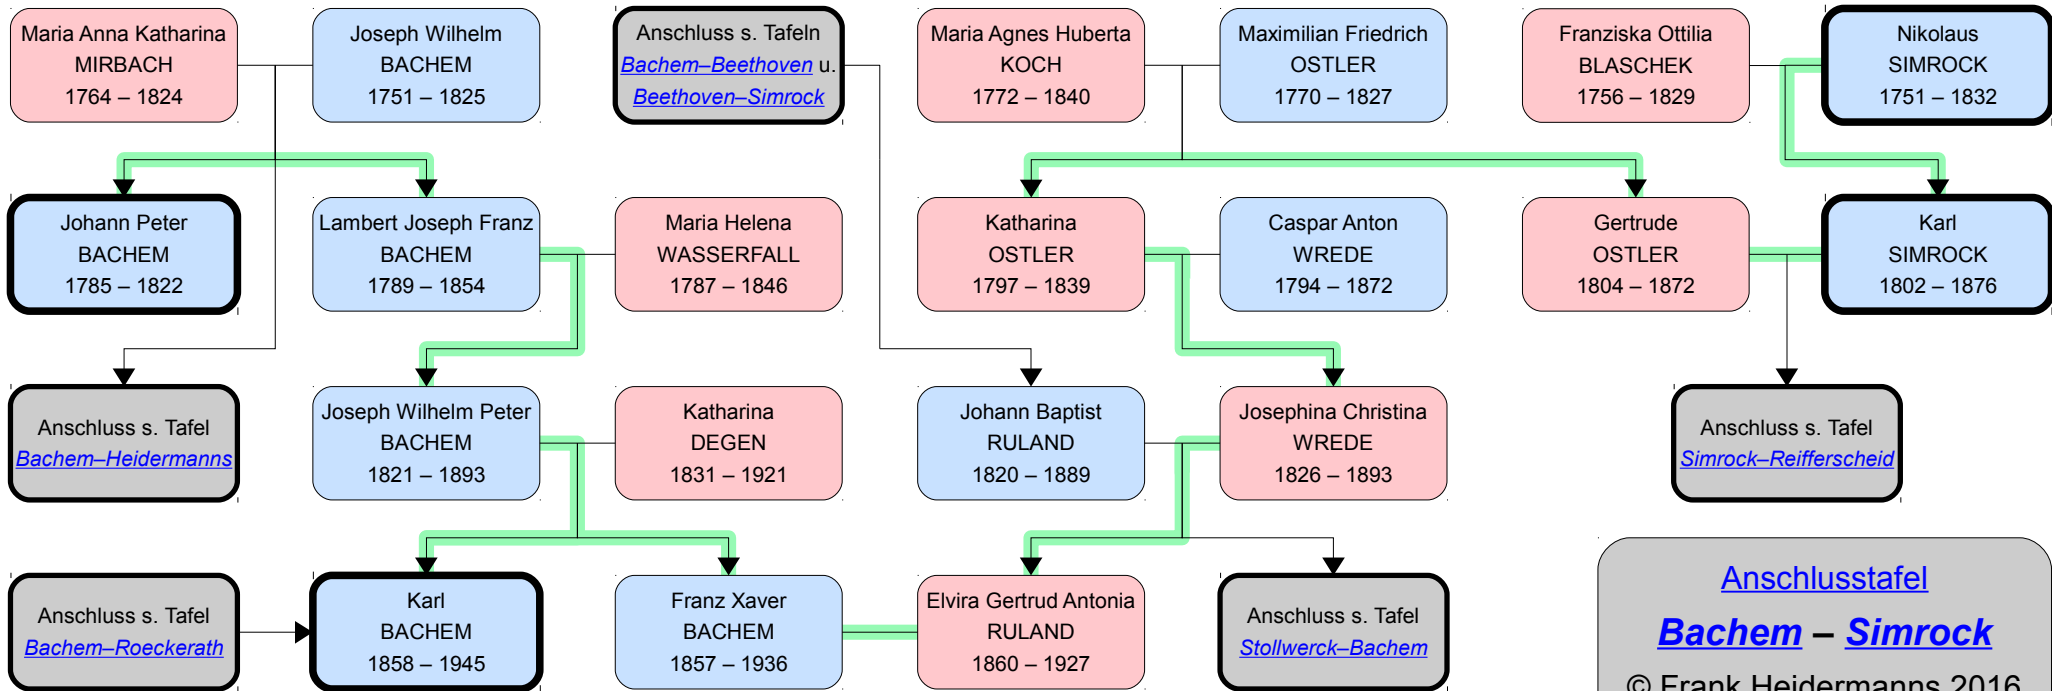 Maria Anna Katharina
MIRBACH
1764 – 1824
Joseph Wilhelm
BACHEM
1751 – 1825
Anschluss s. Tafeln
Bachem–Beethoven u.
Beethoven–Simrock
Maria Agnes Huberta
KOCH
1772 – 1840
Maximilian Friedrich
OSTLER
1770 – 1827
Franziska Ottilia
BLASCHEK
1756 – 1829
Nikolaus
SIMROCK
1751 – 1832
Johann Peter
BACHEM
1785 – 1822
Lambert Joseph Franz
BACHEM
1789 – 1854
Maria Helena
WASSERFALL
1787 – 1846
Katharina
OSTLER
1797 – 1839
Caspar Anton
WREDE
1794 – 1872
Gertrude
OSTLER
1804 – 1872
Karl
SIMROCK
1802 – 1876
Anschluss s. Tafel
Bachem–Heidermanns
Joseph Wilhelm Peter
BACHEM
1821 – 1893
Katharina
DEGEN
1831 – 1921
Johann Baptist
RULAND
1820 – 1889
Josephina Christina
WREDE
1826 – 1893
Anschluss s. Tafel
Simrock–Reifferscheid
Anschluss s. Tafel
Bachem–Roeckerath
Karl
BACHEM
1858 – 1945
Franz Xaver
BACHEM
1857 – 1936
Elvira Gertrud Antonia
RULAND
1860 – 1927
Anschluss s. Tafel
Stollwerck–Bachem
Anschlusstafel
Bachem – Simrock
© Frank Heidermanns 2016